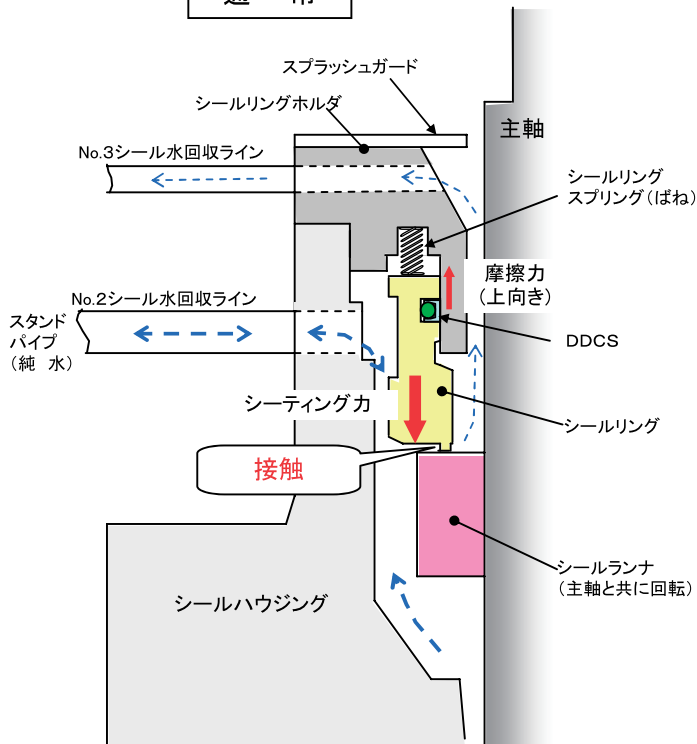 スプラッシュガード
シールリングホルダ
主軸
No.3シール水回収ライン
シールリング
スプリング（ばね）
摩擦力
（上向き）
No.2シール水回収ライン
スタンド
パイプ
（純 水）
DDCS
シーティング力
シールリング
接触
シールランナ
（主軸と共に回転）
シールハウジング